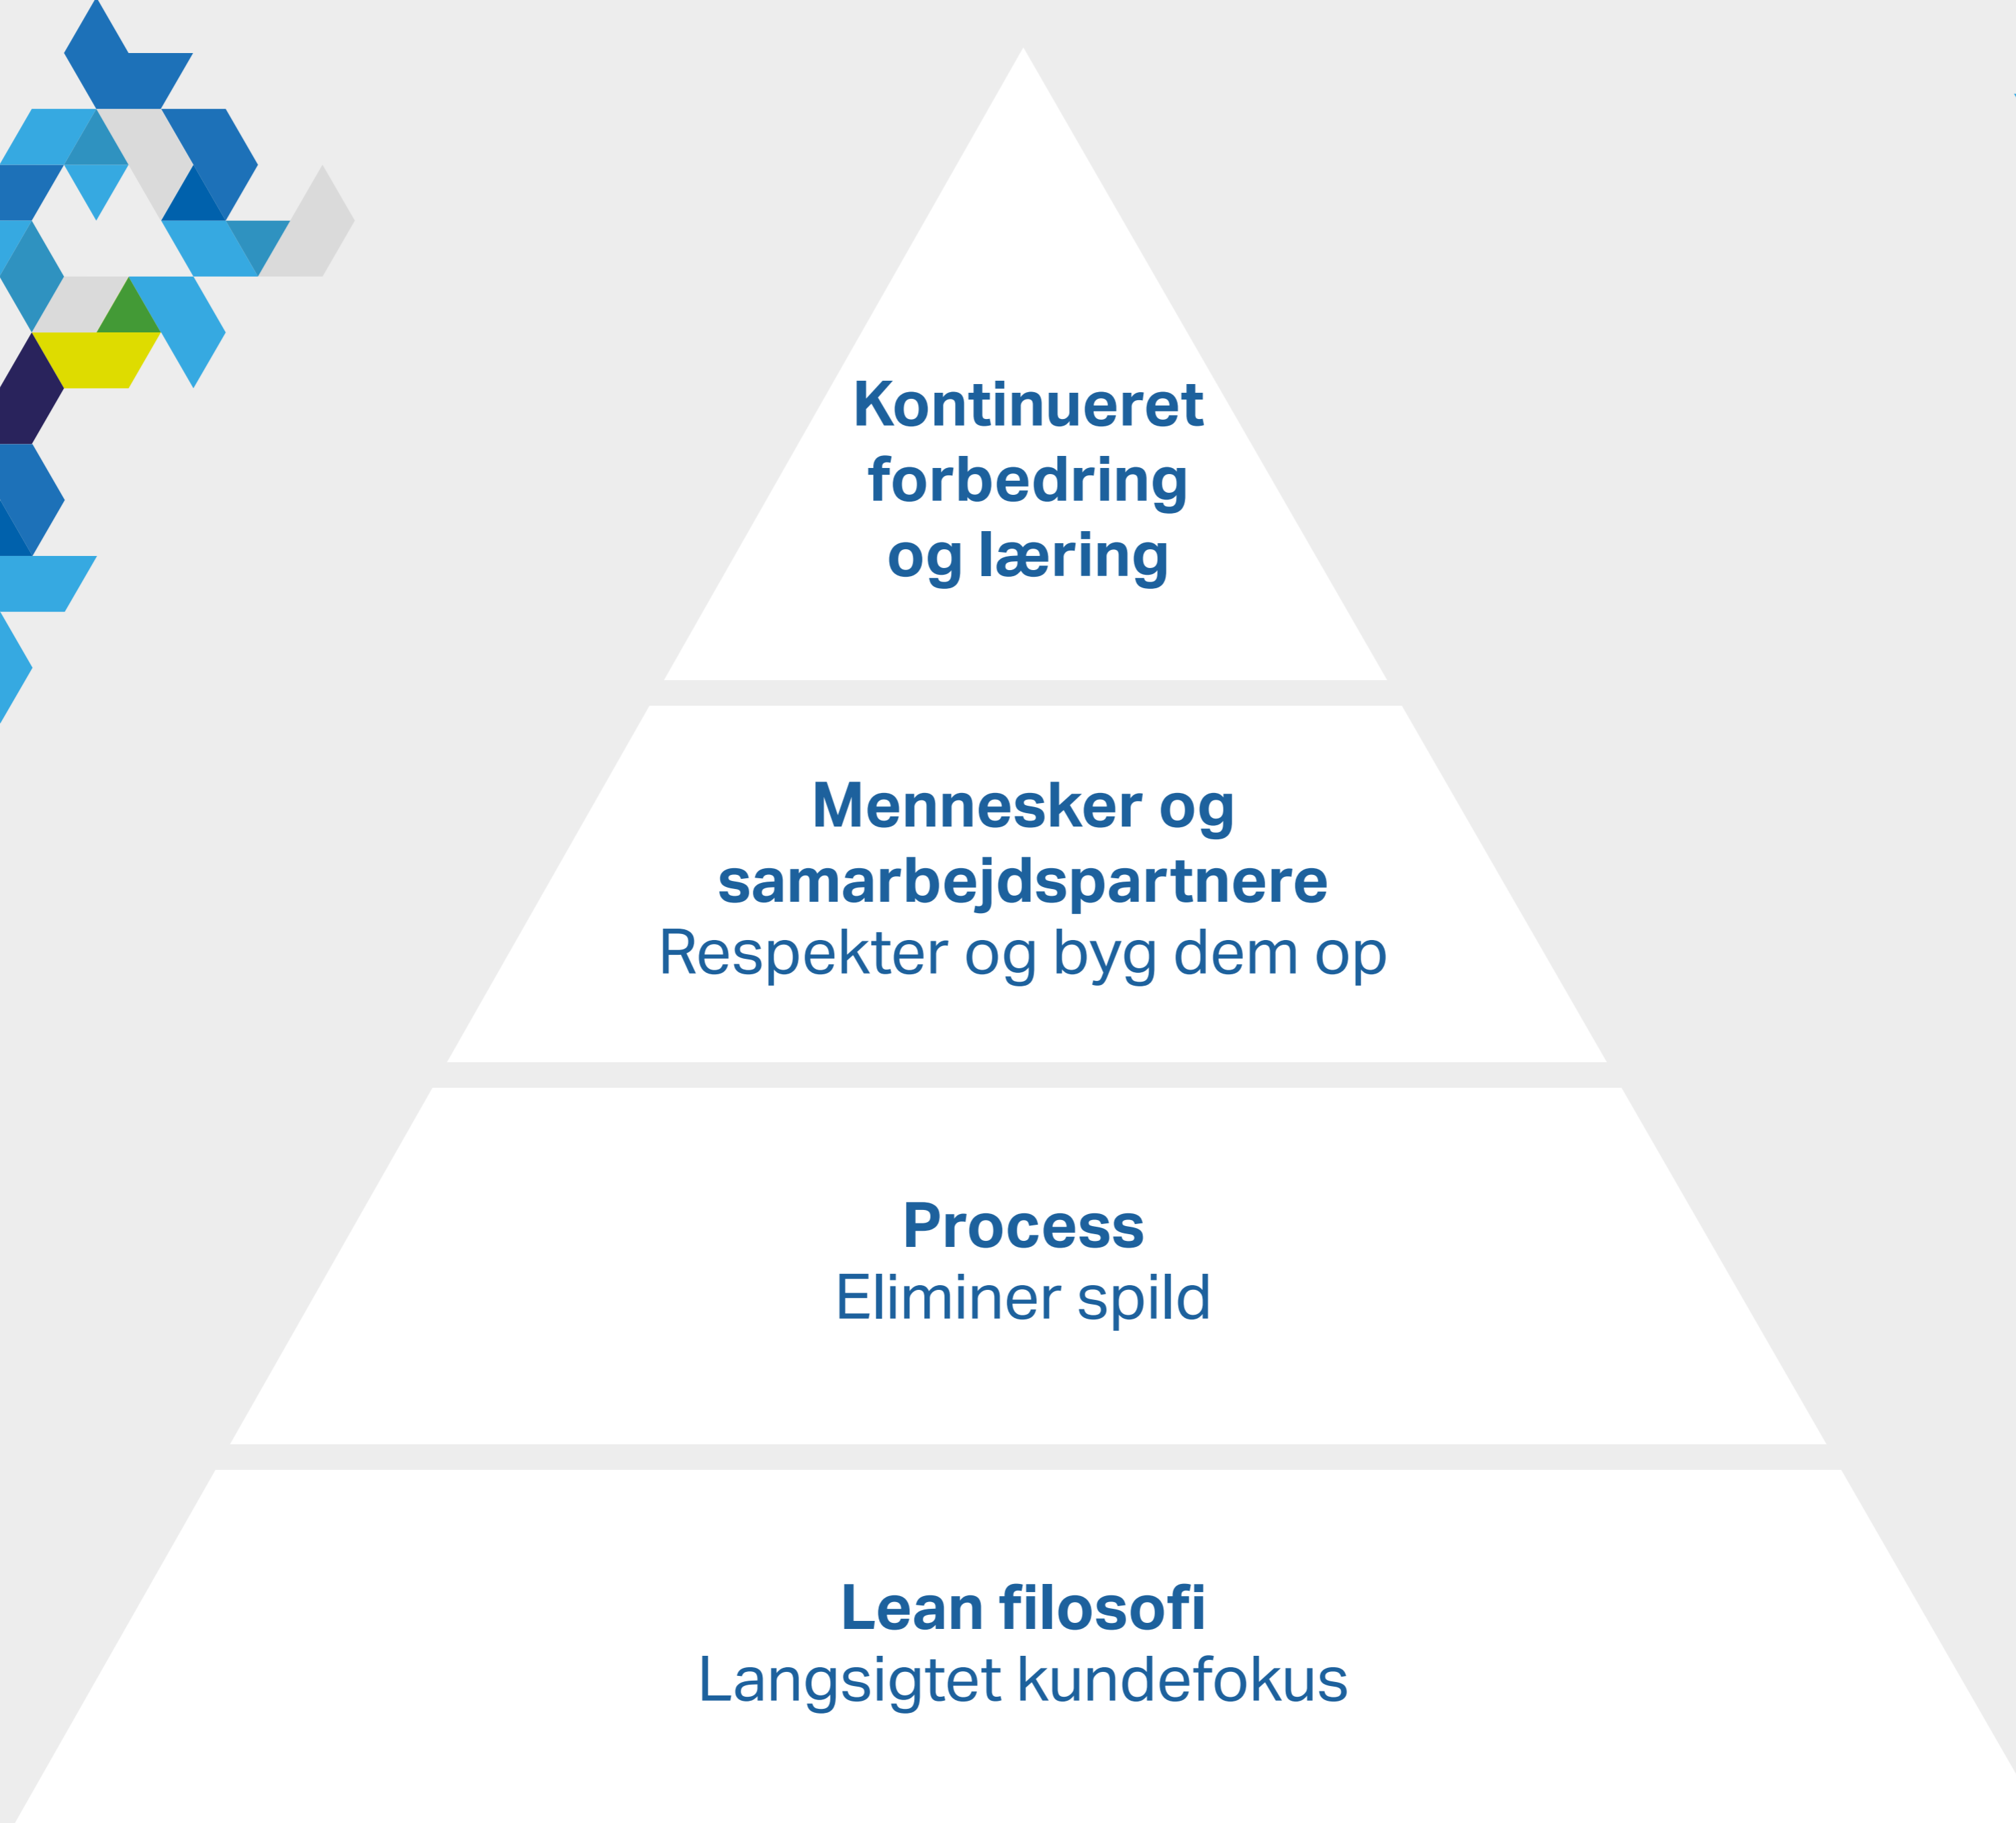 Kontinueret
forbedring
og læring
Mennesker og
samarbejdspartnere
Respekter og byg dem op
Process
Eliminer spild
Lean filosofi
Langsigtet kundefokus